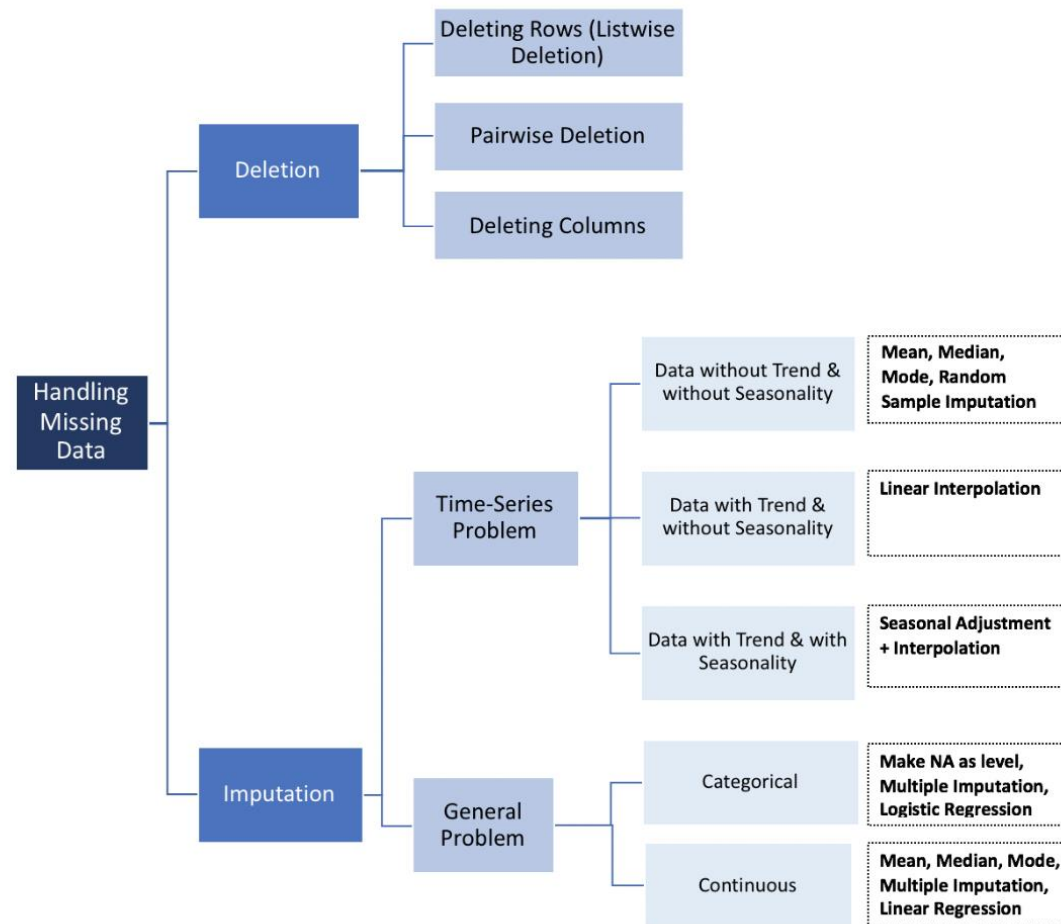 Deleting Rows (Listwise
Deletion)
Pairwise Deletion
Deletion
Deleting Columns
Handling
Missing
Data
Data without Trend &
without Seasonality
Mean, Median,
Mode, Random
Sample Imputation
Time-Series
Problem
Data with Trend &
without Seasonality
Linear Interpolation
Data with Trend & with
Seasonality
Seasonal Adjustment
+ Interpolation
Imputation
General
Problem
Categorical
Make NA as level,
Multiple Imputation,
Logistic Regression
Continuous
Mean, Median, Mode,
Multiple Imputation,
Linear Regression